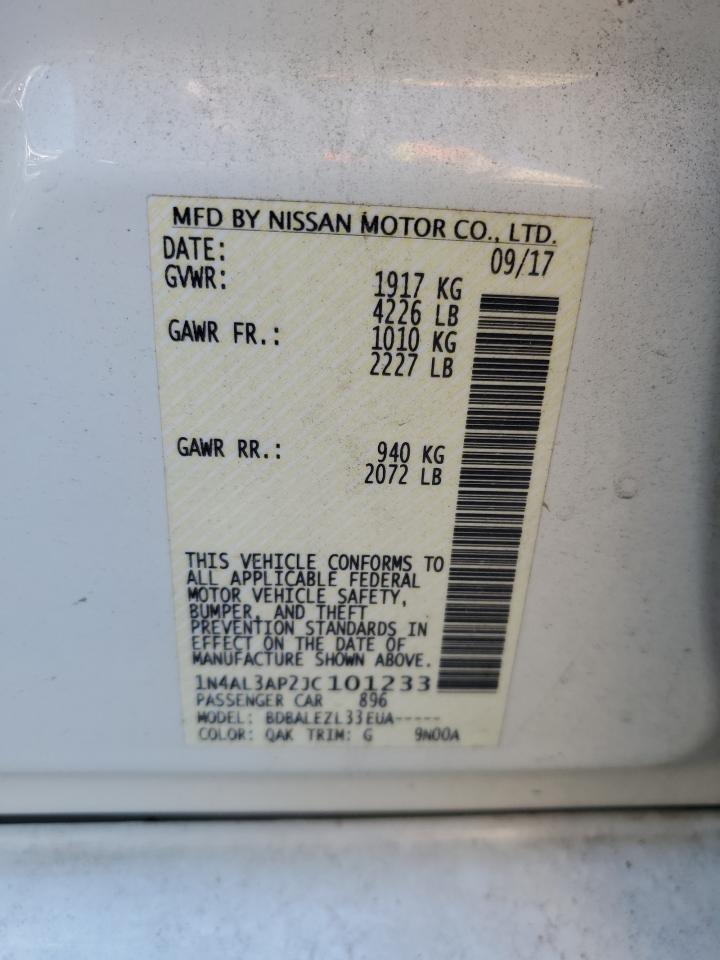 MFD BY NISSAN MOTOR CO., LTD.
DATE: 09/17
GVWR: 1917 KG
4226 LB
GAWR FR.: 1010 KG
2227 LB
GAWR RR.: 940 KG
2072 LB
THIS VEHICLE CONFORMS TO
ALL APPLICABLE FEDERAL
MOTOR VEHICLE SAFETY,
BUMPER, AND THEFT
PREVENTION STANDARDS IN
EFFECT ON THE DATE OF
MANUFACTURE SHOWN ABOVE.
1N4AL3AP2JC101233
PASSENGER CAR 896
MODEL: BDBALEZL33EUA-----
COLOR: QAK TRIM: G 9N00A